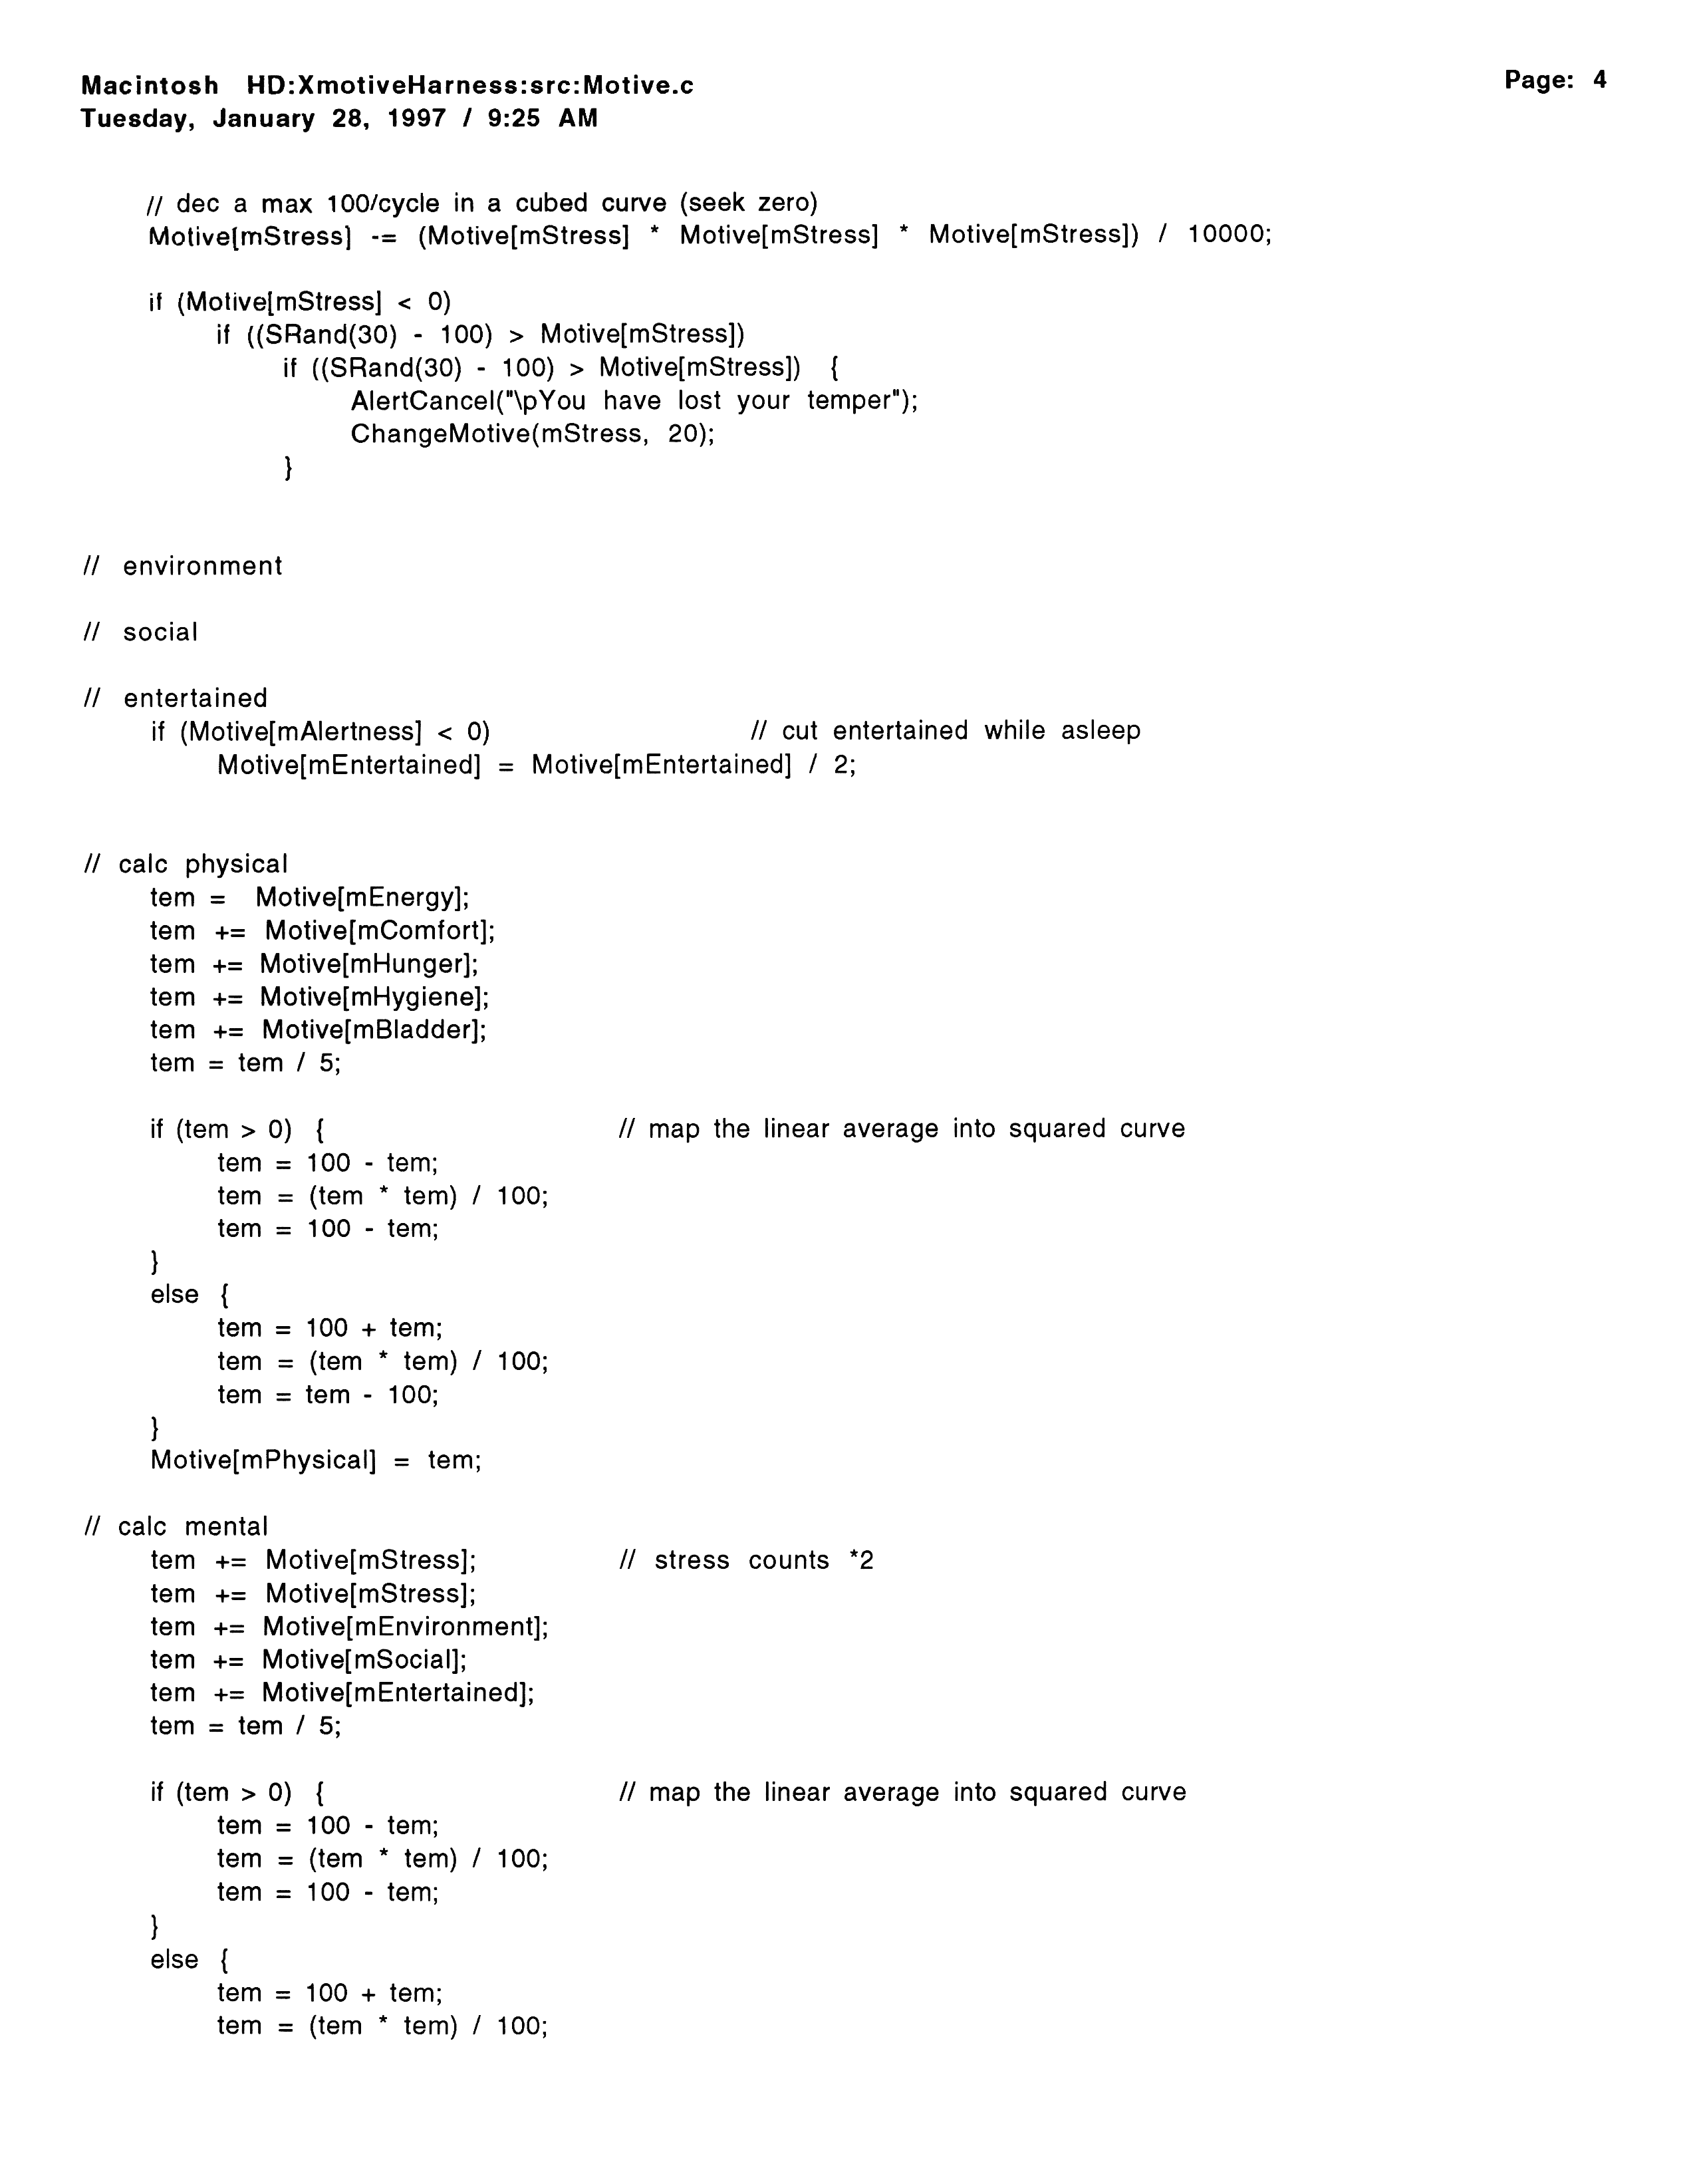 Macintosh HD:XmotiveHarness:src:Motive.c Page: 4
Tuesday, January 28, 1997 / 9:25 AM
// dec a max 100/cycle in a cubed curve (seek zero)
Motive[mStress] -= (Motive[mStress] * Motive[mStress] * Motive[mStress]) / 10000;
if (Motive[mStress] < 0)
if ((SRand(30) - 100) > Motive[mStress])
if ((SRand(30) - 100) > Motive[mStress]) {
AlertCancel("\pYou have lost your temper");
ChangeMotive(mStress, 20);
}
// environment
// social
// entertained
if (Motive[mAlertness] < 0) // cut entertained while asleep
Motive[mEntertained] = Motive[mEntertained] / 2;
// calc physical
tem = Motive[mEnergy];
tem += Motive[mComfort];
tem += Motive[mHunger];
tem += Motive[mHygiene];
tem += Motive[mBladder];
tem = tem / 5;
if (tem > 0) { // map the linear average into squared curve
tem = 100 - tem;
tem = (tem * tem) / 100;
tem = 100 - tem;
}
else {
tem = 100 + tem;
tem = (tem * tem) / 100;
tem = tem - 100;
}
Motive[mPhysical] = tem;
// calc mental
tem += Motive[mStress]; // stress counts *2
tem += Motive[mStress];
tem += Motive[mEnvironment];
tem += Motive[mSocial];
tem += Motive[mEntertained];
tem = tem / 5;
if (tem > 0) { // map the linear average into squared curve
tem = 100 - tem;
tem = (tem * tem) / 100;
tem = 100 - tem;
}
else {
tem = 100 + tem;
tem = (tem * tem) / 100;